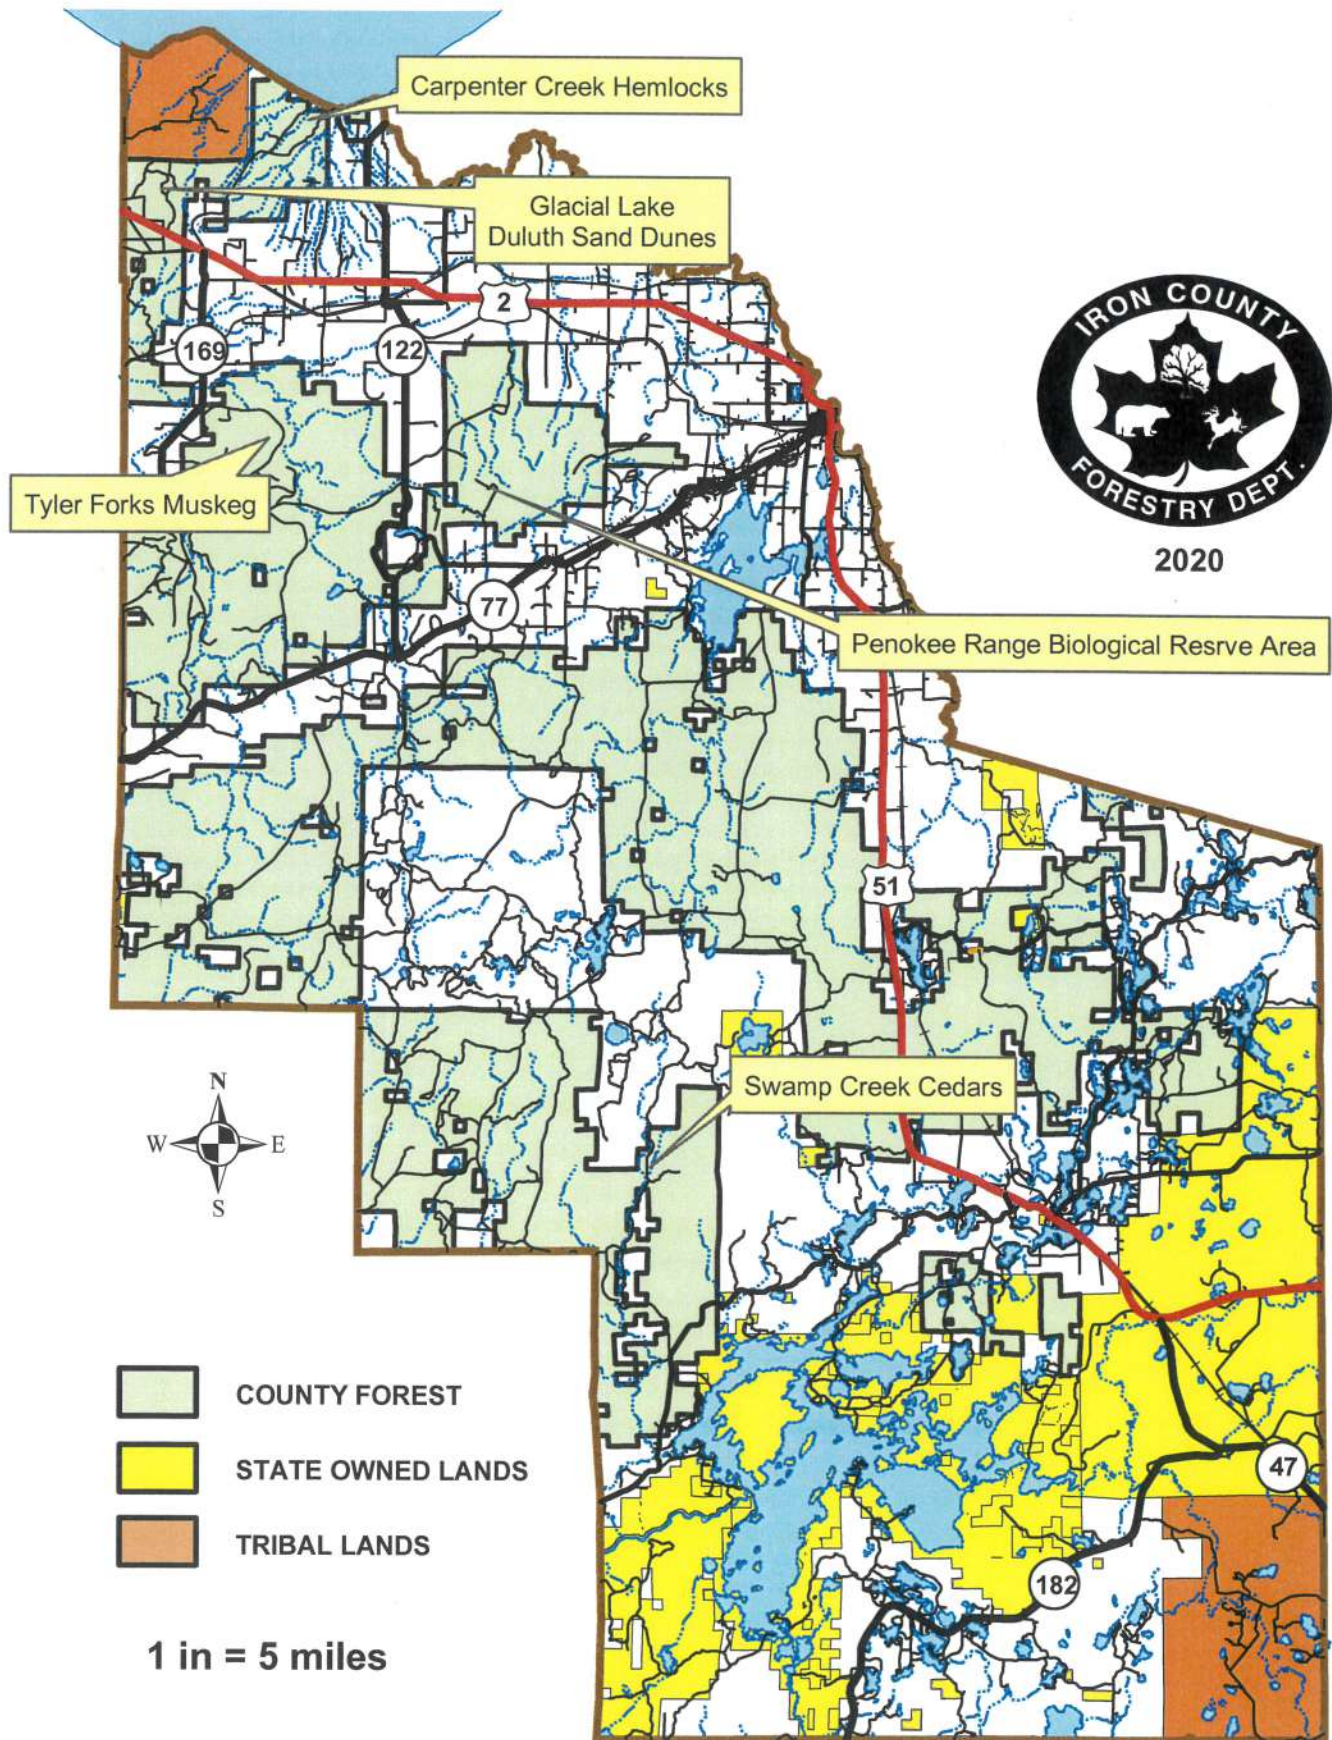 Carpenter Creek Hemlocks
Glacial Lake
Duluth Sand Dunes
2
169
122
IRON COUNTY
FORESTRY DEPT.
2020
Tyler Forks Muskeg
77
Penokee Range Biological Resrve Area
51
N
W E
S
Swamp Creek Cedars
COUNTY FOREST
STATE OWNED LANDS
47
TRIBAL LANDS
182
1 in = 5 miles